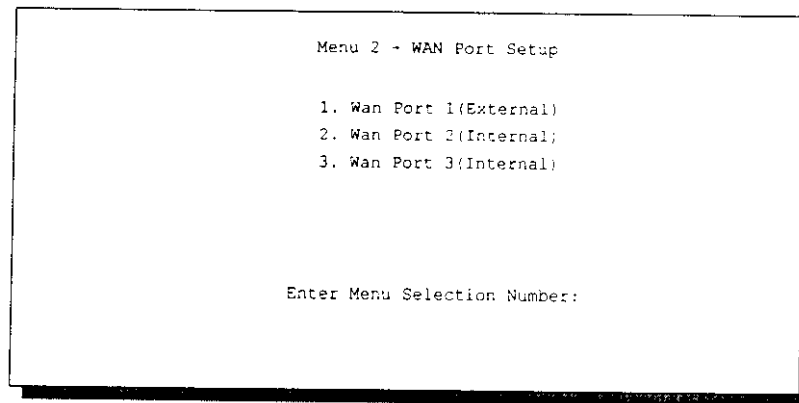 Menu 2 - WAN Port Setup
1. Wan Port 1(External)
2. Wan Port 2(Internal)
3. Wan Port 3(Internal)
Enter Menu Selection Number: